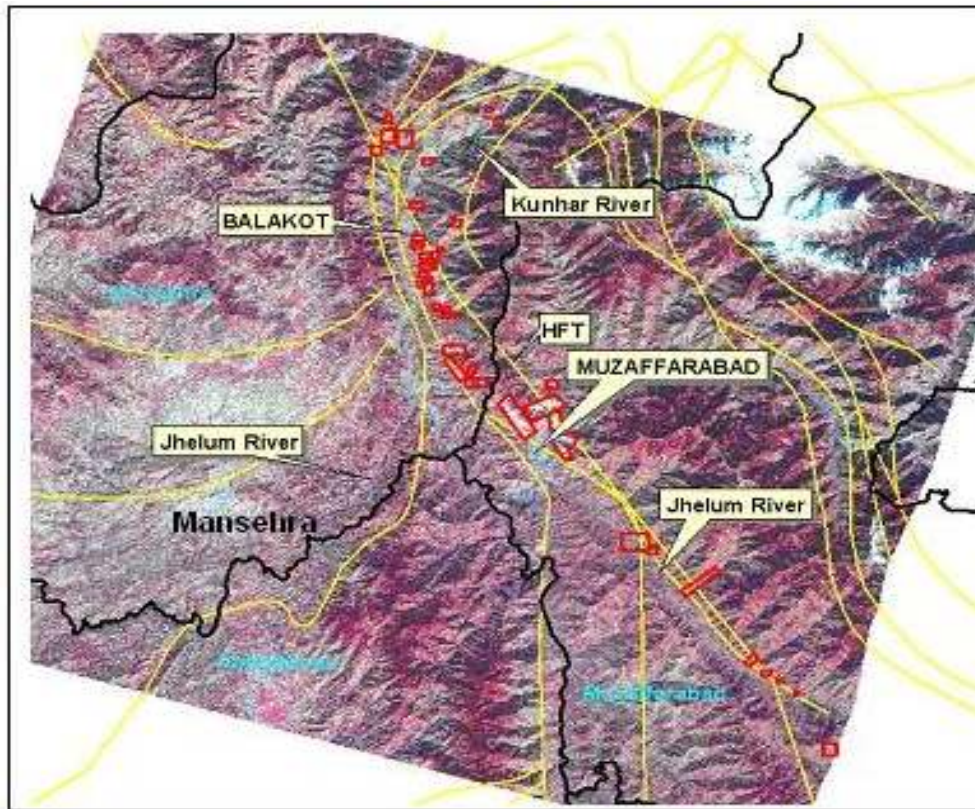 Kunhar River
BALAKOT
HFT
MUZAFFARABAD
Jhelum River
Jhelum River
Mansehra